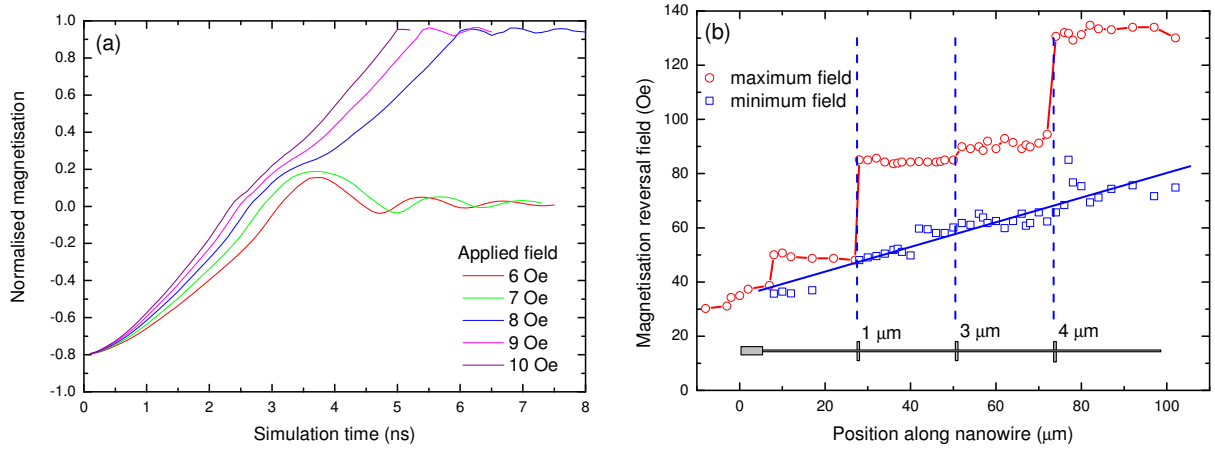 (a)
Normalised magnetisation
1.0
0.8
0.6
0.4
0.2
0.0
-0.2
-0.4
-0.6
-0.8
-1.0
Applied field
6 Oe
7 Oe
8 Oe
9 Oe
10 Oe
0 1 2 3 4 5 6 7 8
Simulation time (ns)
(b)
Magnetisation reversal field (Oe)
140
120
100
80
60
40
20
0
maximum field
minimum field
1 μm 3 μm 4 μm
0 20 40 60 80 100
Position along nanowire (μm)